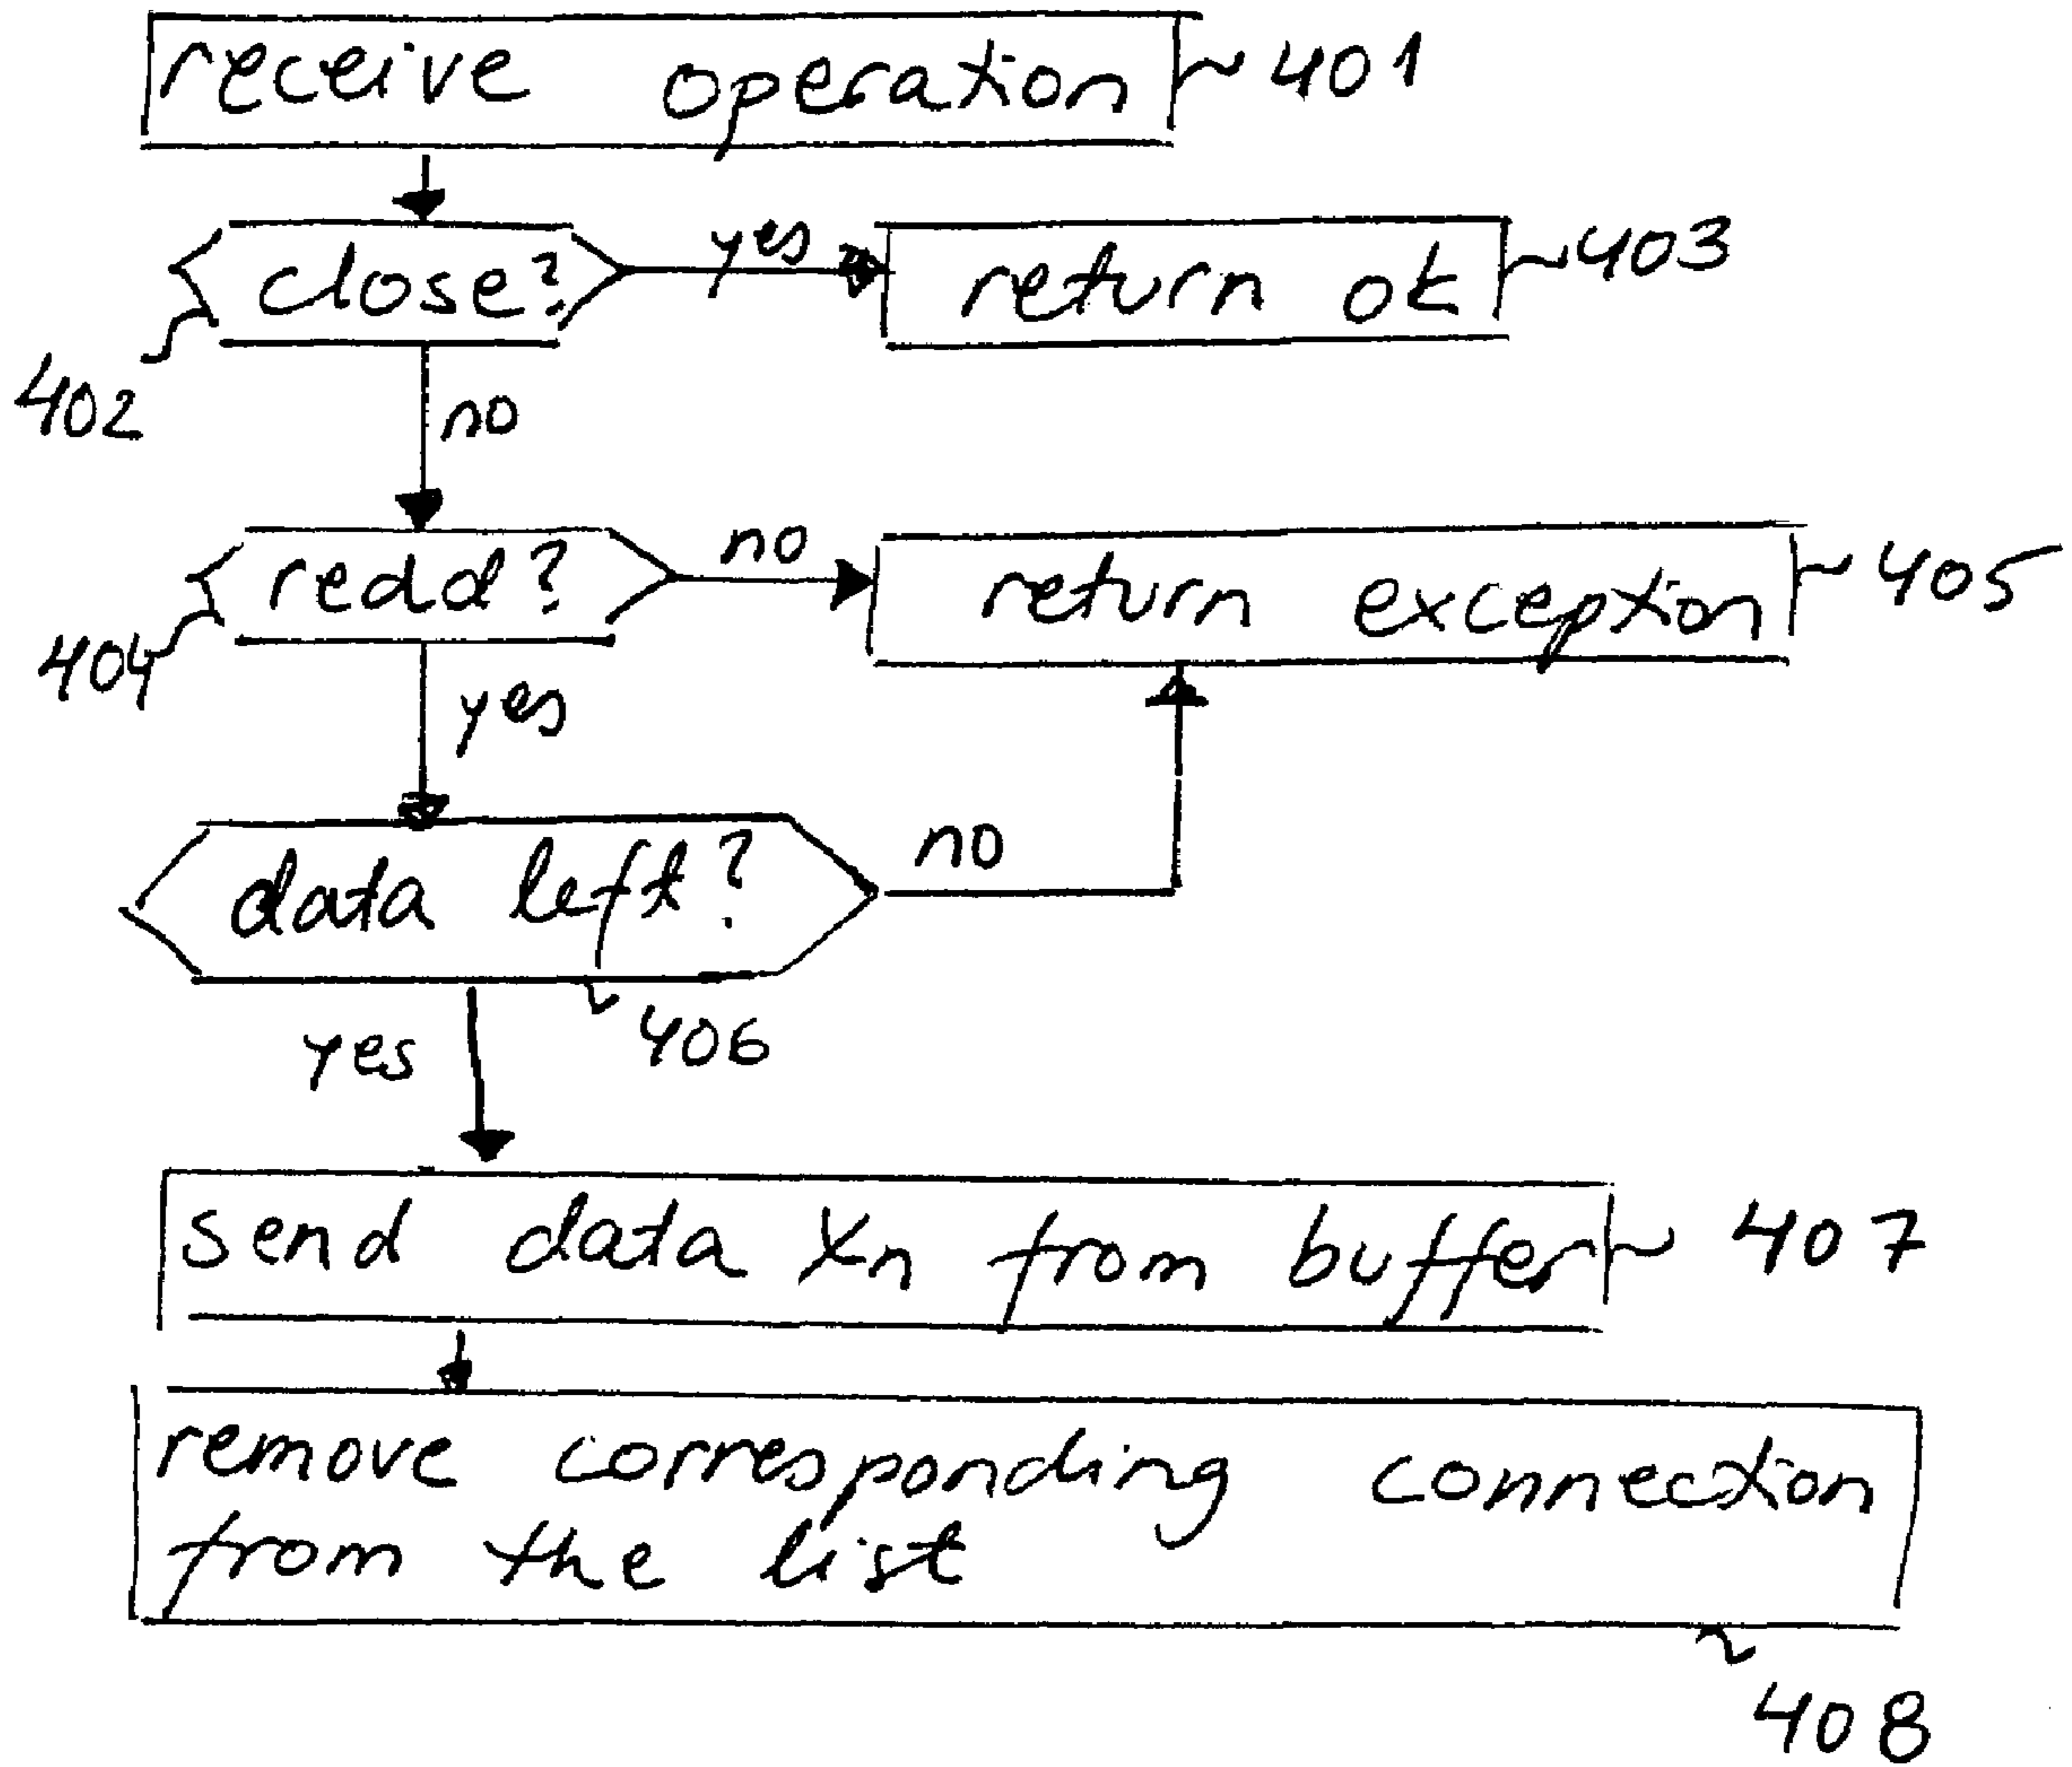 receive operation 401
close? yes return ok 403
402 no
read? no return exception 405
404 yes
data left? no
yes 406
send data Xn from buffer 407
remove corresponding connection
from the list
408